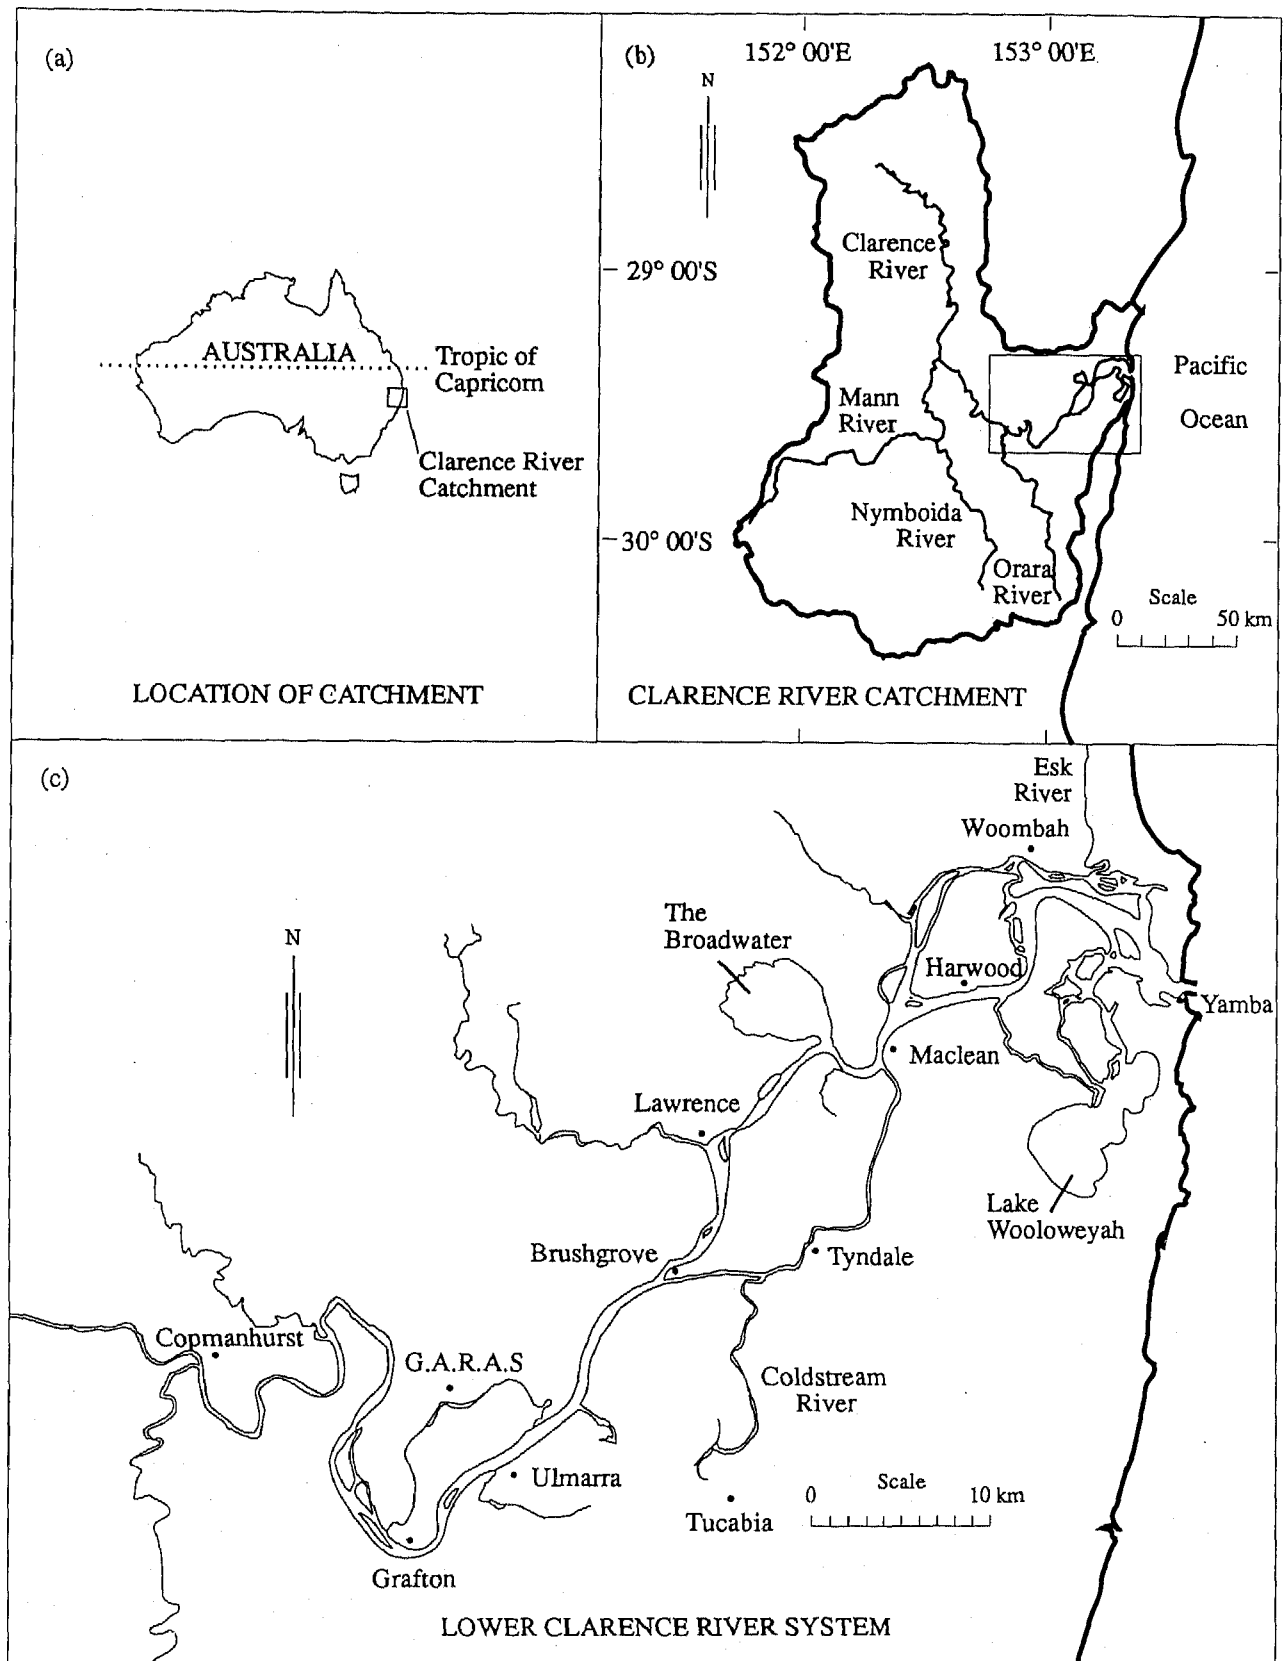 (a)
AUSTRALIA
Tropic of
Capricorn
Clarence River
Catchment
LOCATION OF CATCHMENT
(b)
152° 00'E
153° 00'E
N
Clarence
River
29° 00'S
Pacific
Ocean
Mann
River
Nymboida
River
30° 00'S
Orara
River
Scale
0
50 km
CLARENCE RIVER CATCHMENT
(c)
Esk
River
Woombah
The
Broadwater
N
Harwood
Yamba
Maclean
Lawrence
Lake
Wooloweyah
Brushgrove
Tyndale
Copmanhurst
G.A.R.A.S
Coldstream
River
Ulmarra
Scale
0
10 km
Tucabia
Grafton
LOWER CLARENCE RIVER SYSTEM